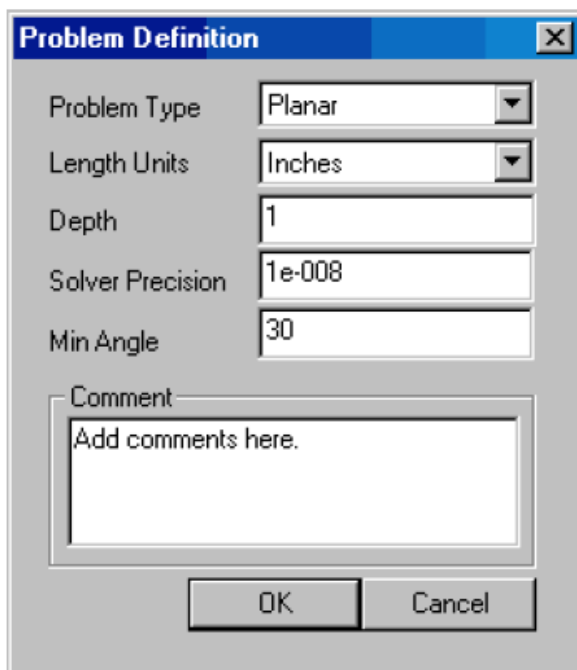 Problem Definition
Problem Type Planar
Length Units Inches
Depth 1
Solver Precision 1e-008
Min Angle 30
Comment
Add comments here.
OK Cancel